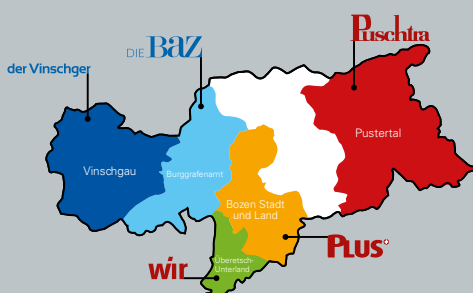 Puschtra
DIE BAZ
der Vinschger
Pustertal
Vinschgau
Burggrafenamt
Bozen Stadt
und Land
PLUS
Überetsch-
Unterland
wir